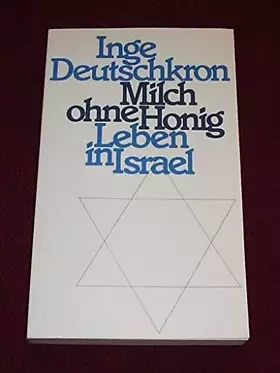 Inge
Deutschkron
Milch
ohne Honig
Leben
in Israel